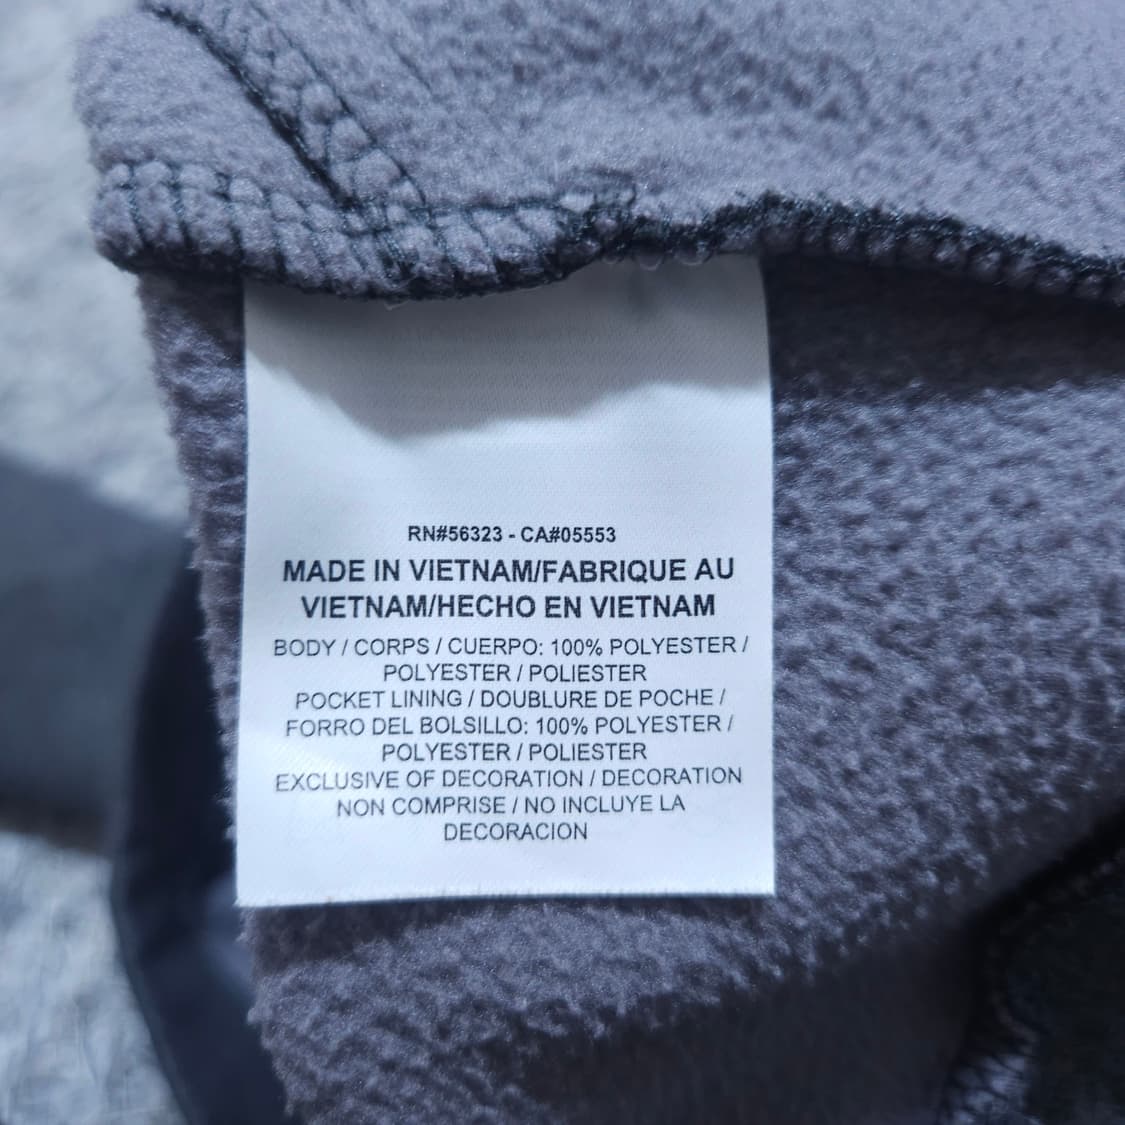 RN#56323 - CA#05553
MADE IN VIETNAM/FABRIQUE AU
VIETNAM/HECHO EN VIETNAM
BODY / CORPS / CUERPO: 100% POLYESTER /
POLYESTER / POLIESTER
POCKET LINING / DOUBLURE DE POCHE /
FORRO DEL BOLSILLO: 100% POLYESTER /
POLYESTER / POLIESTER
EXCLUSIVE OF DECORATION / DECORATION
NON COMPRISE / NO INCLUYE LA
DECORACION